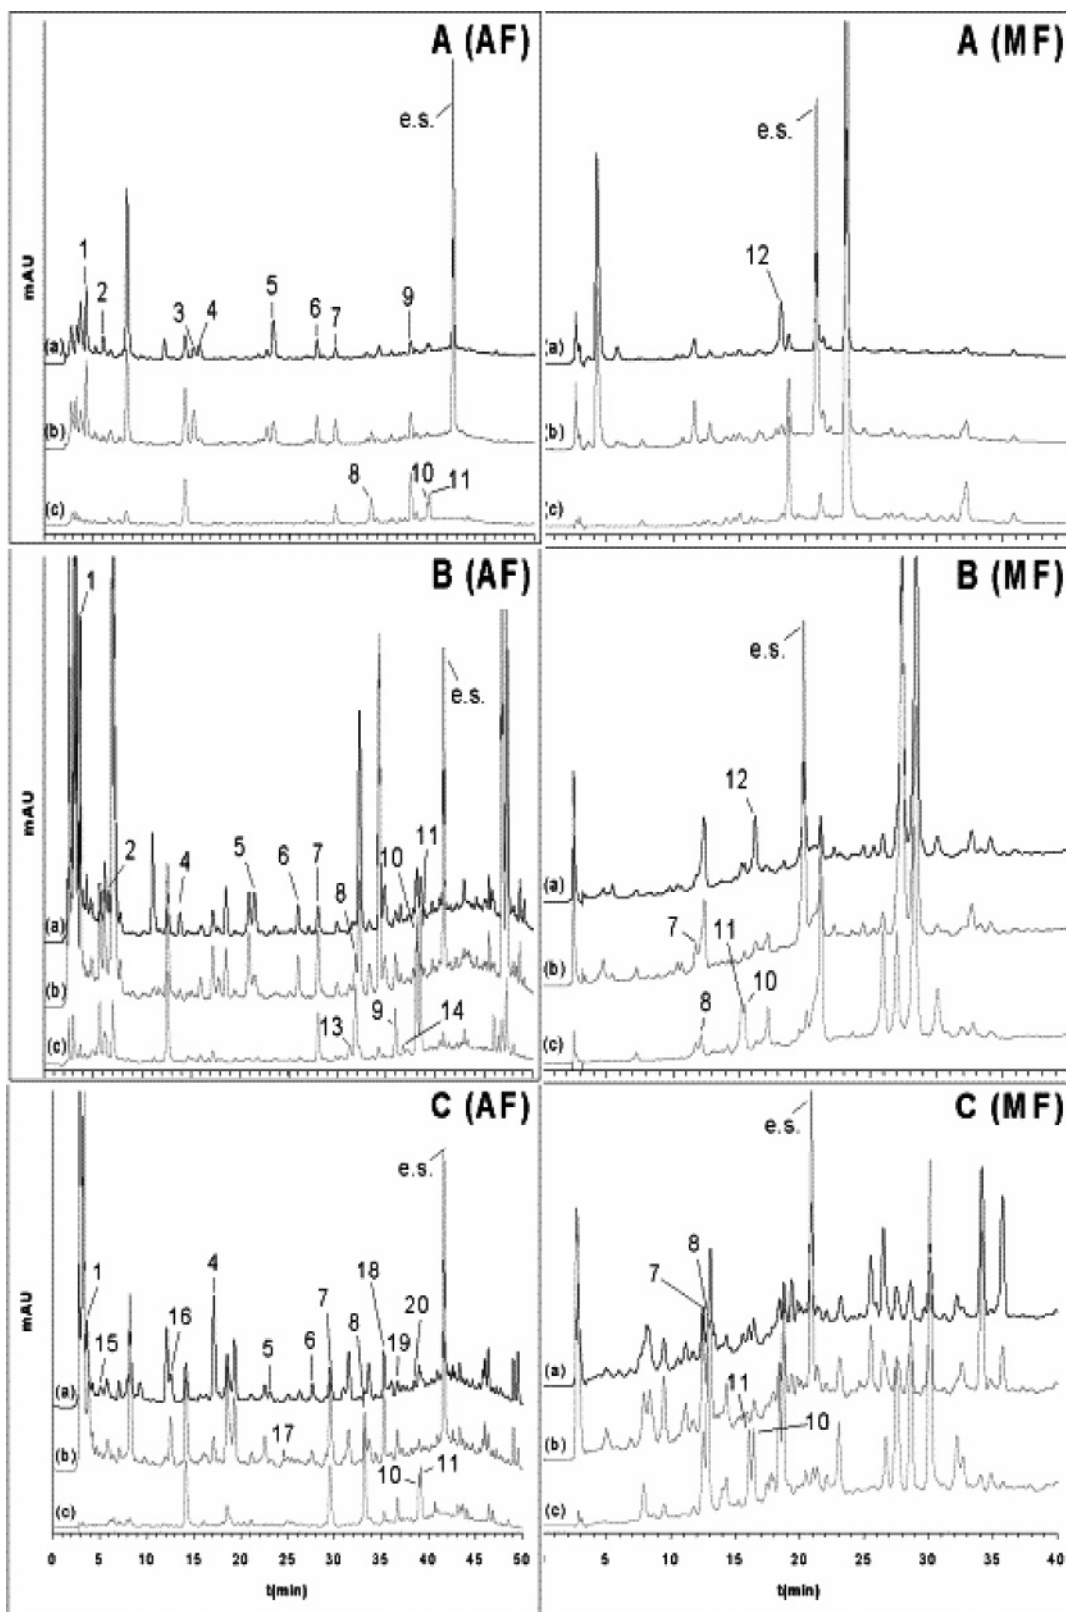 A (AF)
e.s.
mAU
1
2
3
4
5
6
7
9
(a)
(b)
8
10
11
(c)
A (MF)
e.s.
12
mAU
(a)
(b)
(c)
B (AF)
1
e.s.
mAU
2
4
5
6
7
8
10
11
(a)
(b)
13
9
14
(c)
B (MF)
e.s.
12
mAU
(a)
7
11
10
(b)
8
(c)
C (AF)
e.s.
mAU
1
15
16
4
5
6
7
8
18
19
20
(a)
17
(b)
10
11
(c)
0 5 10 15 20 25 30 35 40 45 50
t(min)
C (MF)
e.s.
mAU
8
7
(a)
11
10
(b)
(c)
5 10 15 20 25 30 35 40
t(min)